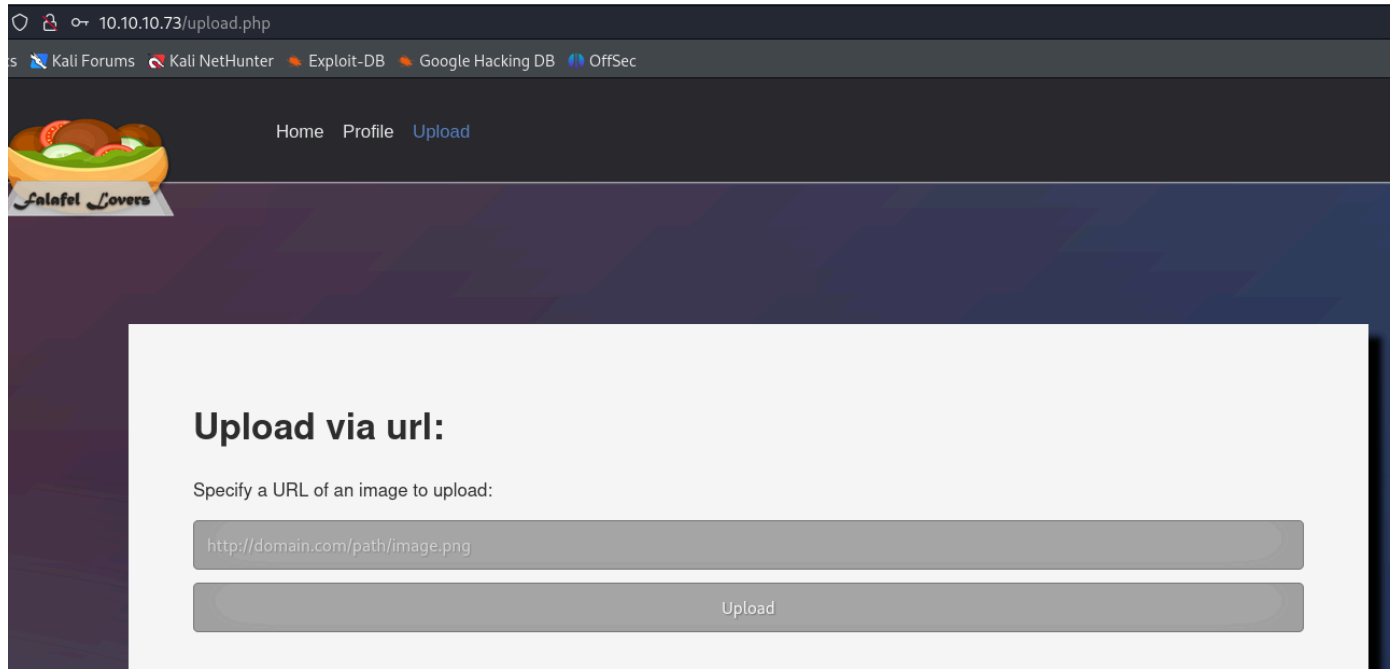 10.10.10.73/upload.php
Kali Forums Kali NetHunter Exploit-DB Google Hacking DB OffSec
Home Profile Upload
Falafel Lovers
Upload via url:
Specify a URL of an image to upload:
http://domain.com/path/image.png
Upload